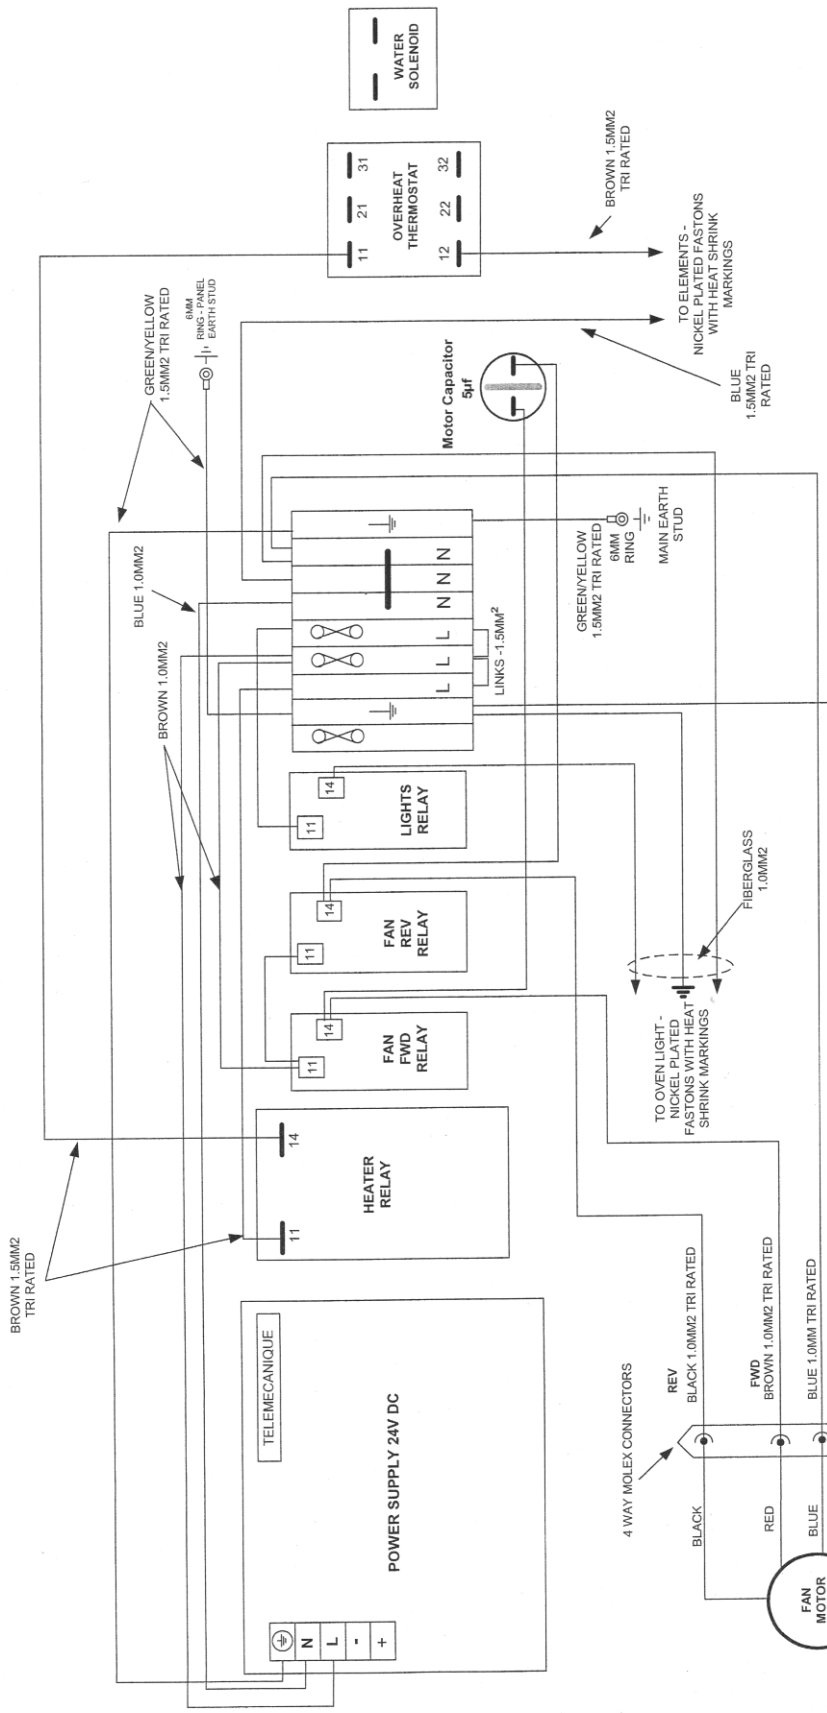 WATER
SOLENOID
31
21
11
OVERHEAT
THERMOSTAT
32
22
12
BROWN 1.5MM2
TRI RATED
TO ELEMENTS -
NICKEL PLATED FASTONS
WITH HEAT SHRINK
MARKINGS
GREEN/YELLOW
1.5MM2 TRI RATED
6MM
RING - PANEL
EARTH STUD
BLUE
1.5MM2 TRI
RATED
Motor Capacitor
5µf
BLUE 1.0MM2
BROWN 1.0MM2
N
N
N
L
L
L
LINKS -1.5MM²
GREEN/YELLOW
1.5MM2 TRI RATED
6MM
RING
MAIN EARTH
STUD
14
11
LIGHTS
RELAY
14
11
FAN
REV
RELAY
14
11
FAN
FWD
RELAY
FIBERGLASS
1.0MM2
TO OVEN LIGHT -
NICKEL PLATED
FASTONS WITH HEAT
SHRINK MARKINGS
14
11
HEATER
RELAY
BROWN 1.5MM2
TRI RATED
TELEMECANIQUE
POWER SUPPLY 24V DC
N
L
-
+
4 WAY MOLEX CONNECTORS
REV
BLACK 1.0MM2 TRI RATED
FWD
BROWN 1.0MM2 TRI RATED
BLUE 1.0MM TRI RATED
BLACK
RED
BLUE
FAN
MOTOR